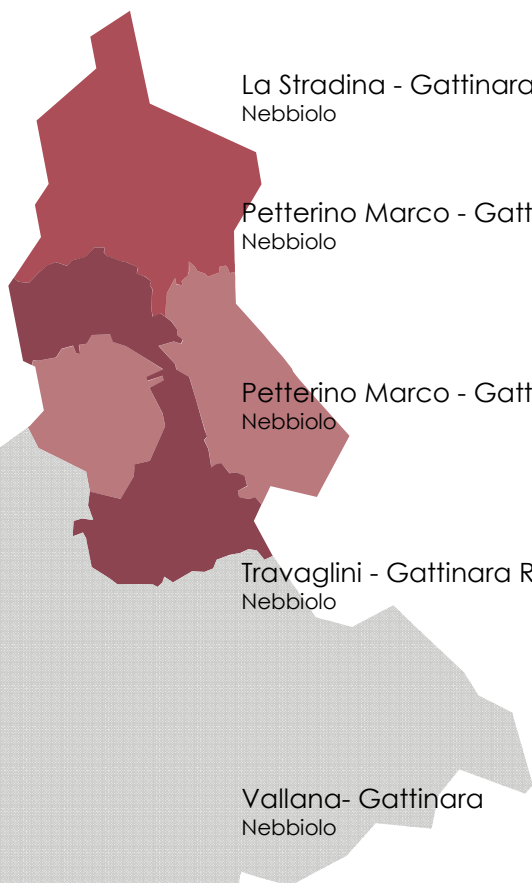 La Stradina - Gattinara
Nebbiolo
Petterino Marco - Gatt
Nebbiolo
Petterino Marco - Gatt
Nebbiolo
Travaglini - Gattinara R
Nebbiolo
Vallana- Gattinara
Nebbiolo